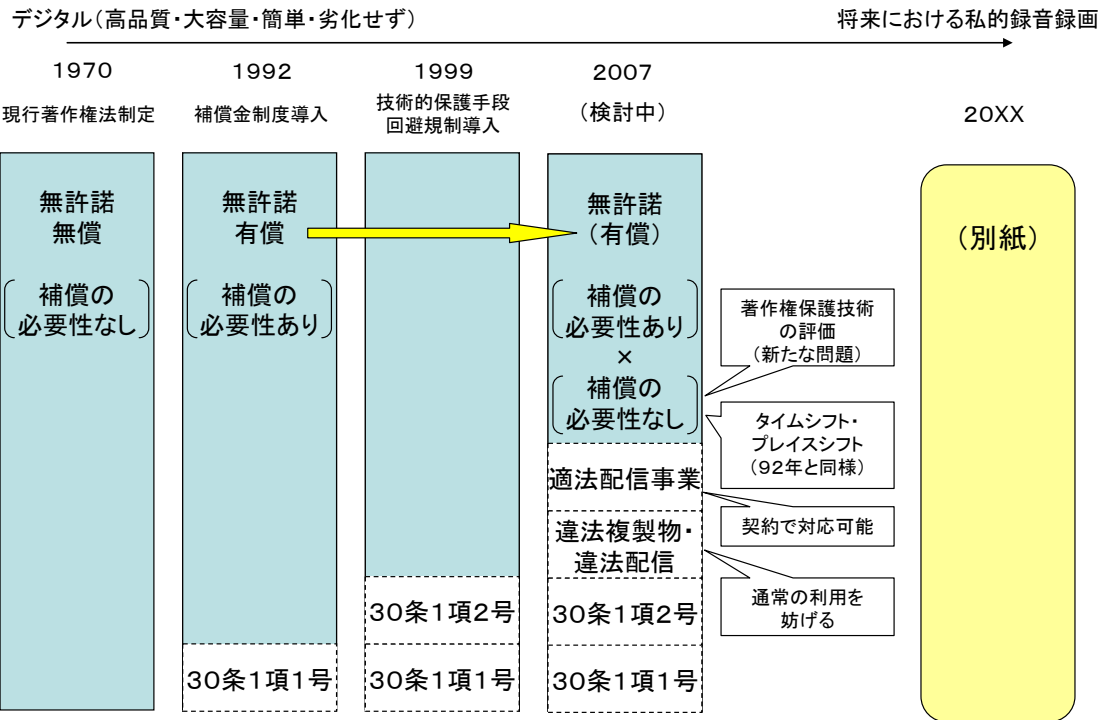 デジタル(高品質・大容量・簡単・劣化せず)
将来における私的録音録画
1970
現行著作権法制定
無許諾
無償
補償の
必要性なし
1992
補償金制度導入
無許諾
有償
補償の
必要性あり
30条1項1号
1999
技術的保護手段
回避規制導入
30条1項2号
30条1項1号
2007
(検討中)
無許諾
(有償)
補償の
必要性あり
×
補償の
必要性なし
適法配信事業
違法複製物・
違法配信
30条1項2号
30条1項1号
著作権保護技術
の評価
(新たな問題)
タイムシフト・
プレイスシフト
(92年と同様)
契約で対応可能
通常の利用を
妨げる
20XX
(別紙)